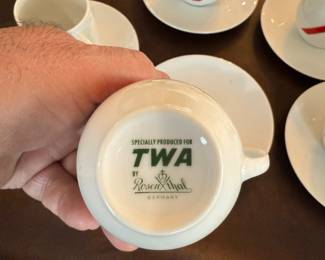 SPECIALLY PRODUCED FOR
TWA
BY
Rosenthal
GERMANY